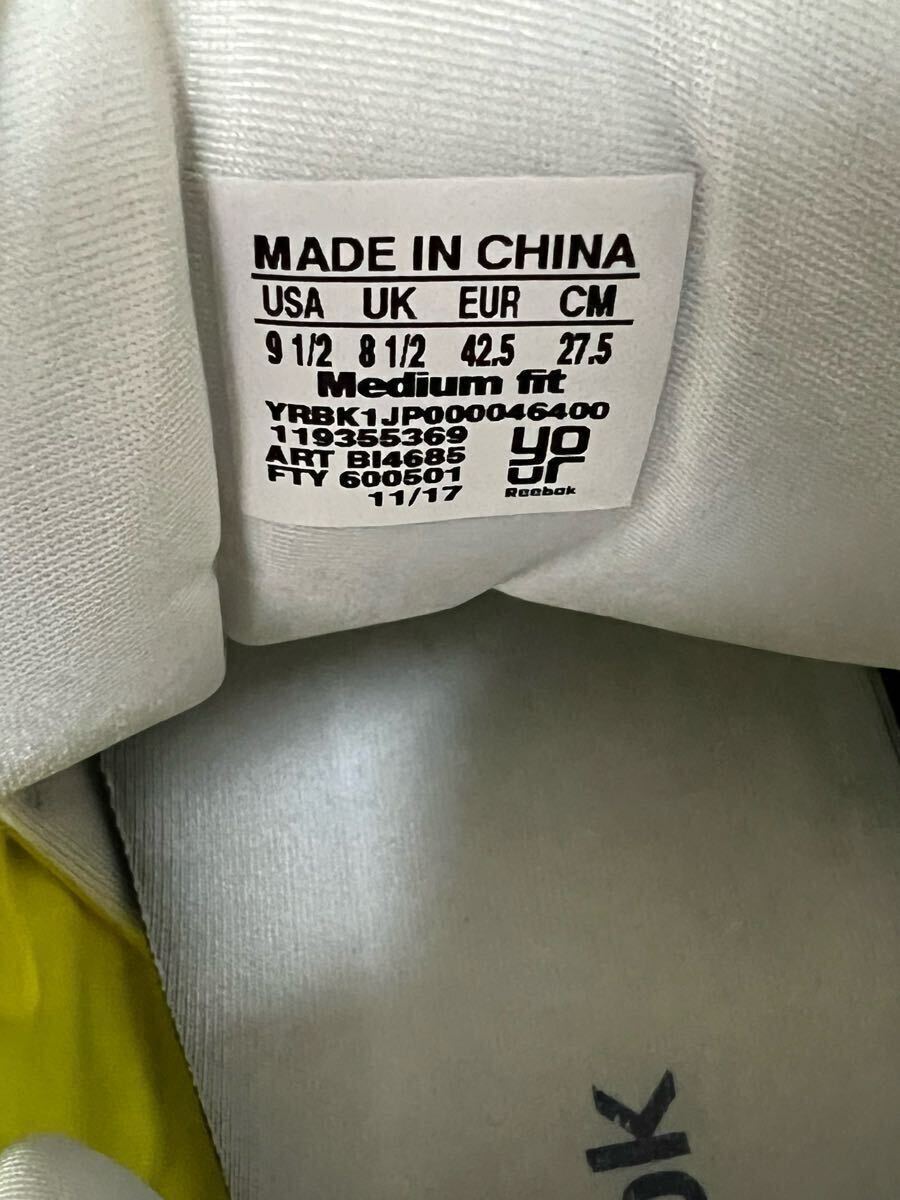 MADE IN CHINA
USA UK EUR CM
9 1/2 8 1/2 42.5 27.5
Medium fit
YRBK1JP000046400
119355369
ART BI4685
FTY 600501
11/17
yo
ur
Reebok
ok